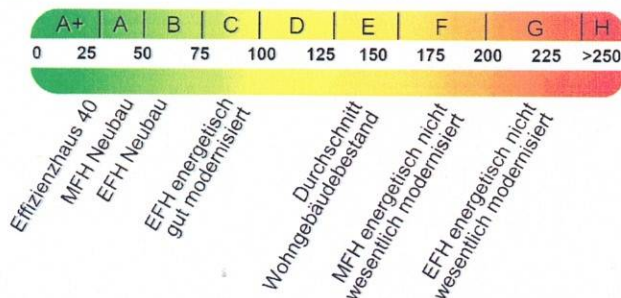 A+ A B C D E F G H
0 25 50 75 100 125 150 175 200 225 >250
Effizienzhaus 40
MFH Neubau
EFH Neubau
EFH energetisch
gut modernisiert
Durchschnitt
Wohngebäudebestand
MFH energetisch nicht
wesentlich modernisiert
EFH energetisch nicht
wesentlich modernisiert